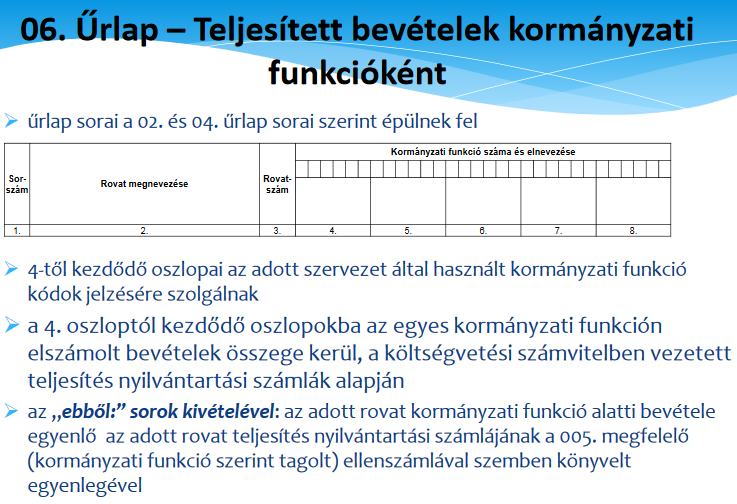 06. Űrlap – Teljesített bevételek kormányzati
funkcióként
űrlap sorai a 02. és 04. űrlap sorai szerint épülnek fel
Kormányzati funkció száma és elnevezése
Sor-
szám
Rovat megnevezése
Rovat-
szám
1. 2. 3. 4. 5. 6. 7. 8.
4-től kezdődő oszlopai az adott szervezet által használt kormányzati funkció
kódok jelzésére szolgálnak
a 4. oszloptól kezdődő oszlopokba az egyes kormányzati funkción
elszámolt bevételek összege kerül, a költségvetési számvitelben vezetett
teljesítés nyilvántartási számlák alapján
az „ebből:” sorok kivételével: az adott rovat kormányzati funkció alatti bevétele
egyenlő az adott rovat teljesítés nyilvántartási számlájának a 005. megfelelő
(kormányzati funkció szerint tagolt) ellenszámlával szemben könyvelt
egyenlegével